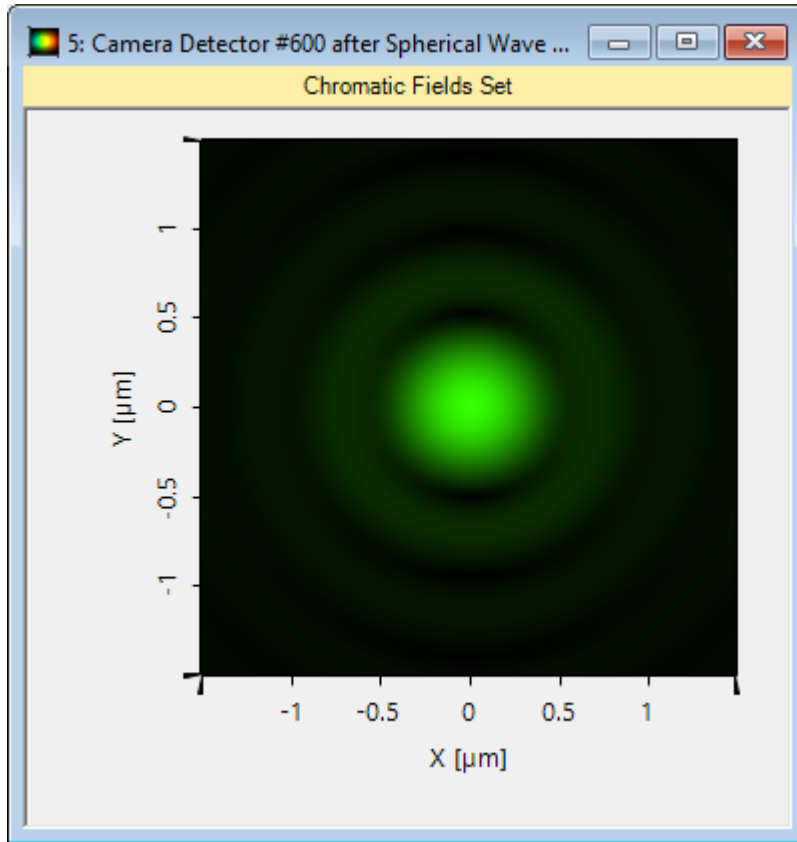 5: Camera Detector #600 after Spherical Wave ...
Chromatic Fields Set
1
0.5
0
-0.5
-1
Y [µm]
-1 -0.5 0 0.5 1
X [µm]